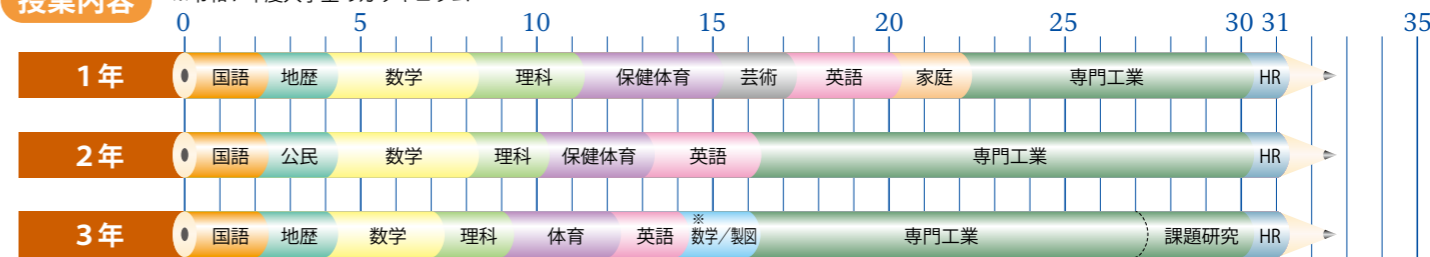 授業内容
0 5 10 15 20 25 30 31 35
1年 国語 地歴 数学 理科 保健体育 芸術 英語 家庭 専門工業 HR
2年 国語 公民 数学 理科 保健体育 英語 専門工業 HR
※
3年 国語 地歴 数学 理科 体育 英語 数学/製図 専門工業 課題研究 HR